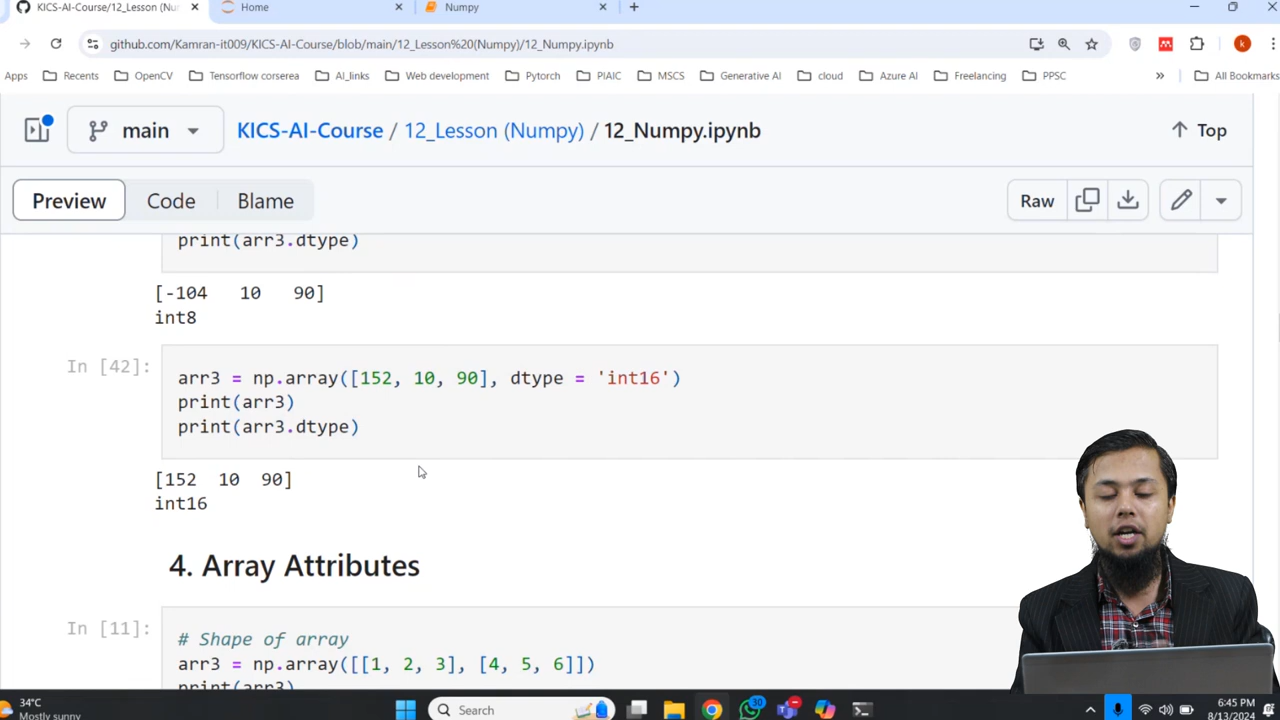 KICS-AI-Course/12_Lesson (Nu
Home
Numpy
github.com/Kamran-it009/KICS-AI-Course/blob/main/12_Lesson%20(Numpy)/12_Numpy.ipynb
k
Apps Recents OpenCV Tensorflow corsera AI_links Web development Pytorch PIAIC MSCS Generative AI cloud Azure AI Freelancing PPSC » All Bookmarks
main KICS-AI-Course / 12_Lesson (Numpy) / 12_Numpy.ipynb Top
Preview Code Blame Raw
print(arr3.dtype)
[-104 10 90]
int8
In [42]: arr3 = np.array([152, 10, 90], dtype = 'int16')
print(arr3)
print(arr3.dtype)
[152 10 90]
int16
4. Array Attributes
In [11]: # Shape of array
arr3 = np.array([[1, 2, 3], [4, 5, 6]])
print(arr3)
34°C
Mostly sunny
Search
30
6:45 PM
8/13/2024